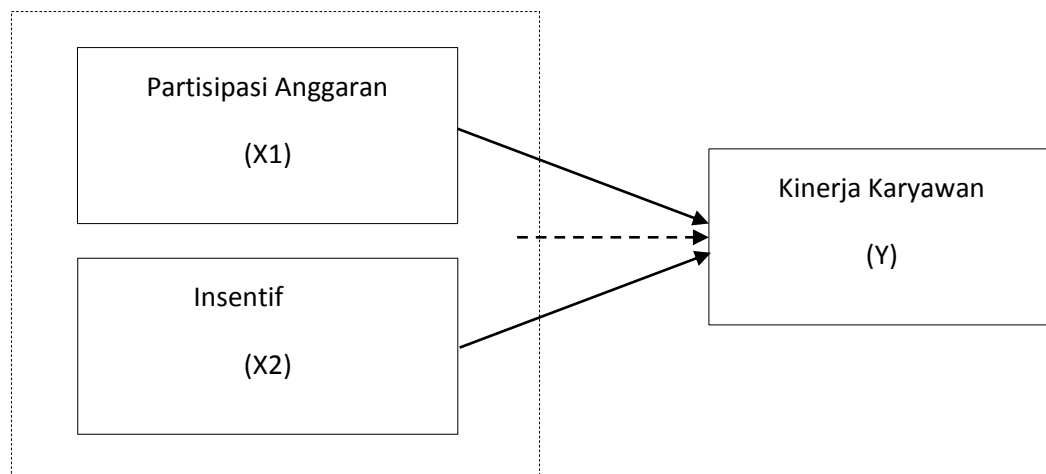 Partisipasi Anggaran
(X1)
Insentif
(X2)
Kinerja Karyawan
(Y)